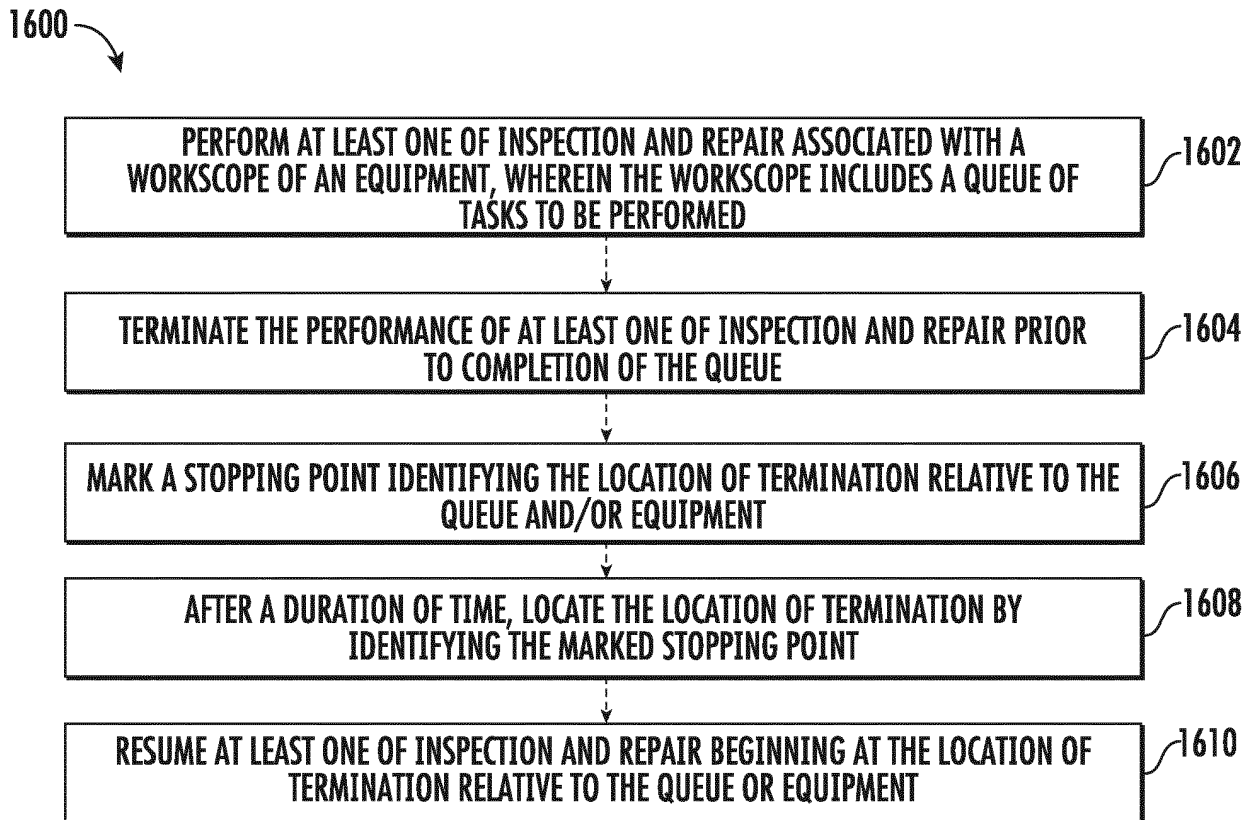 1600
PERFORM AT LEAST ONE OF INSPECTION AND REPAIR ASSOCIATED WITH A
WORKSCOPE OF AN EQUIPMENT, WHEREIN THE WORKSCOPE INCLUDES A QUEUE OF
TASKS TO BE PERFORMED
1602
TERMINATE THE PERFORMANCE OF AT LEAST ONE OF INSPECTION AND REPAIR PRIOR
TO COMPLETION OF THE QUEUE
1604
MARK A STOPPING POINT IDENTIFYING THE LOCATION OF TERMINATION RELATIVE TO THE
QUEUE AND/OR EQUIPMENT
1606
AFTER A DURATION OF TIME, LOCATE THE LOCATION OF TERMINATION BY
IDENTIFYING THE MARKED STOPPING POINT
1608
RESUME AT LEAST ONE OF INSPECTION AND REPAIR BEGINNING AT THE LOCATION OF
TERMINATION RELATIVE TO THE QUEUE OR EQUIPMENT
1610